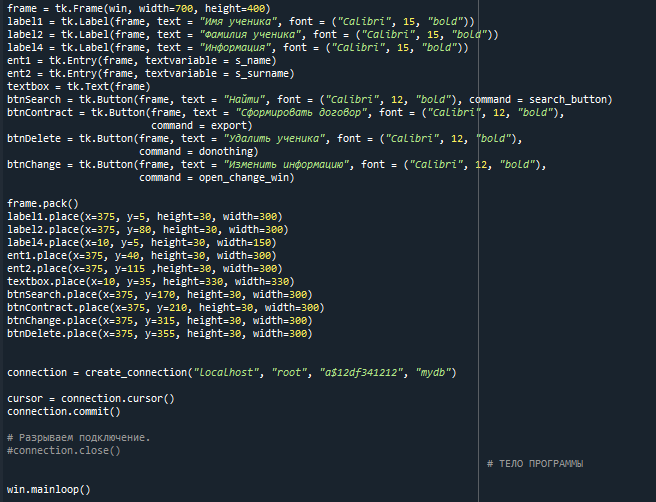 frame = tk.Frame(win, width=700, height=400)
label1 = tk.Label(frame, text = "Имя ученика", font = ("Calibri", 15, "bold"))
label2 = tk.Label(frame, text = "Фамилия ученика", font = ("Calibri", 15, "bold"))
label4 = tk.Label(frame, text = "Информация", font = ("Calibri", 15, "bold"))
ent1 = tk.Entry(frame, textvariable = s_name)
ent2 = tk.Entry(frame, textvariable = s_surname)
textbox = tk.Text(frame)
btnSearch = tk.Button(frame, text = "Найти", font = ("Calibri", 12, "bold"), command = search_button)
btnContract = tk.Button(frame, text = "Сформировать договор", font = ("Calibri", 12, "bold"),
command = export)
btnDelete = tk.Button(frame, text = "Удалить ученика", font = ("Calibri", 12, "bold"),
command = donothing)
btnChange = tk.Button(frame, text = "Изменить информацию", font = ("Calibri", 12, "bold"),
command = open_change_win)
frame.pack()
label1.place(x=375, y=5, height=30, width=300)
label2.place(x=375, y=80, height=30, width=300)
label4.place(x=10, y=5, height=30, width=150)
ent1.place(x=375, y=40, height=30, width=300)
ent2.place(x=375, y=115 ,height=30, width=300)
textbox.place(x=10, y=35, height=330, width=330)
btnSearch.place(x=375, y=170, height=30, width=300)
btnContract.place(x=375, y=210, height=30, width=300)
btnChange.place(x=375, y=315, height=30, width=300)
btnDelete.place(x=375, y=355, height=30, width=300)
connection = create_connection("localhost", "root", "a$12df341212", "mydb")
cursor = connection.cursor()
connection.commit()
# Разрываем подключение.
#connection.close()
# ТЕЛО ПРОГРАММЫ
win.mainloop()